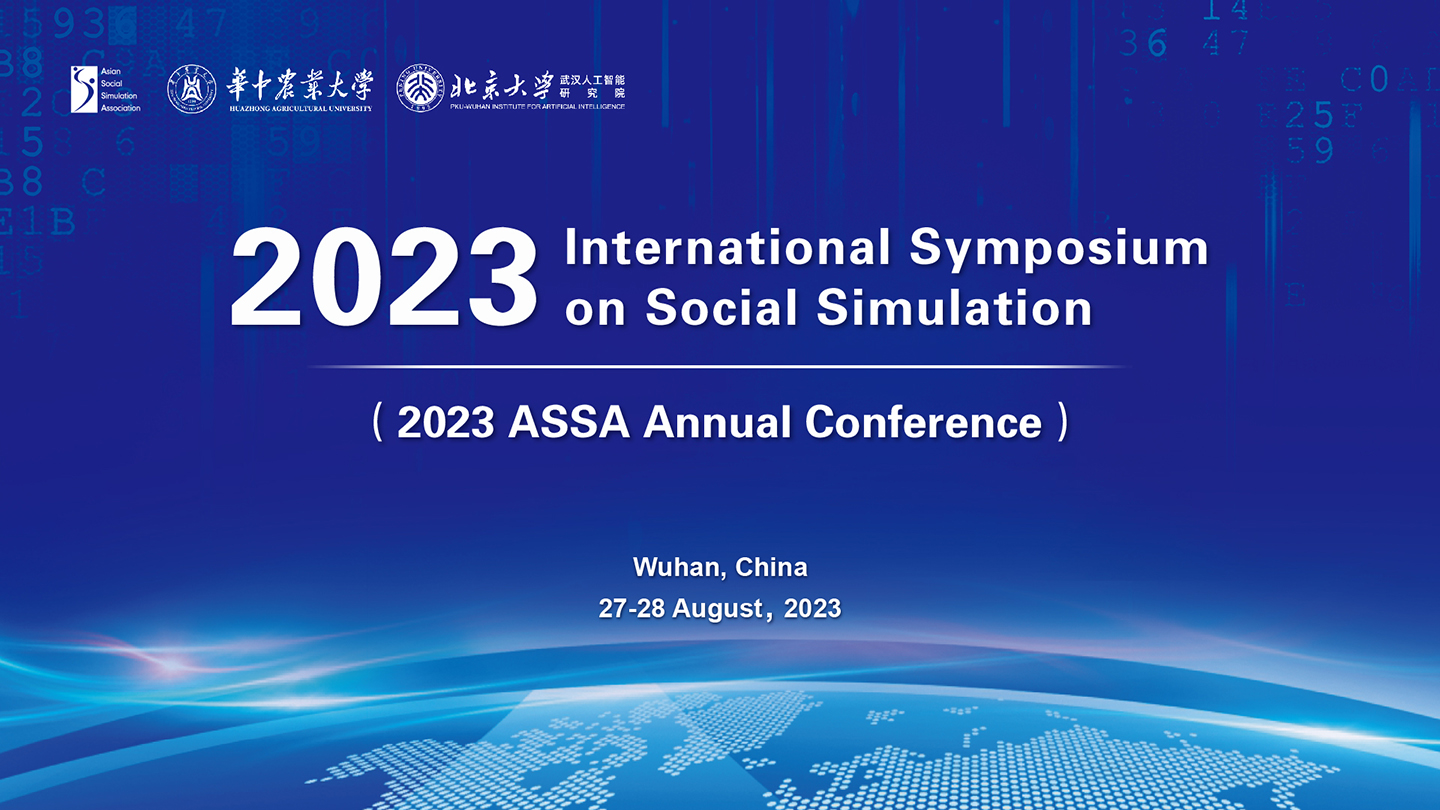 Asian
Social
Simulation
Association
華中农業大学
HUAZHONG AGRICULTURAL UNIVERSITY
北京大学
武汉人工智能
研究院
PKU-WUHAN INSTITUTE FOR ARTIFICIAL INTELLIGENCE
2023 International Symposium
on Social Simulation
( 2023 ASSA Annual Conference )
Wuhan, China
27-28 August, 2023